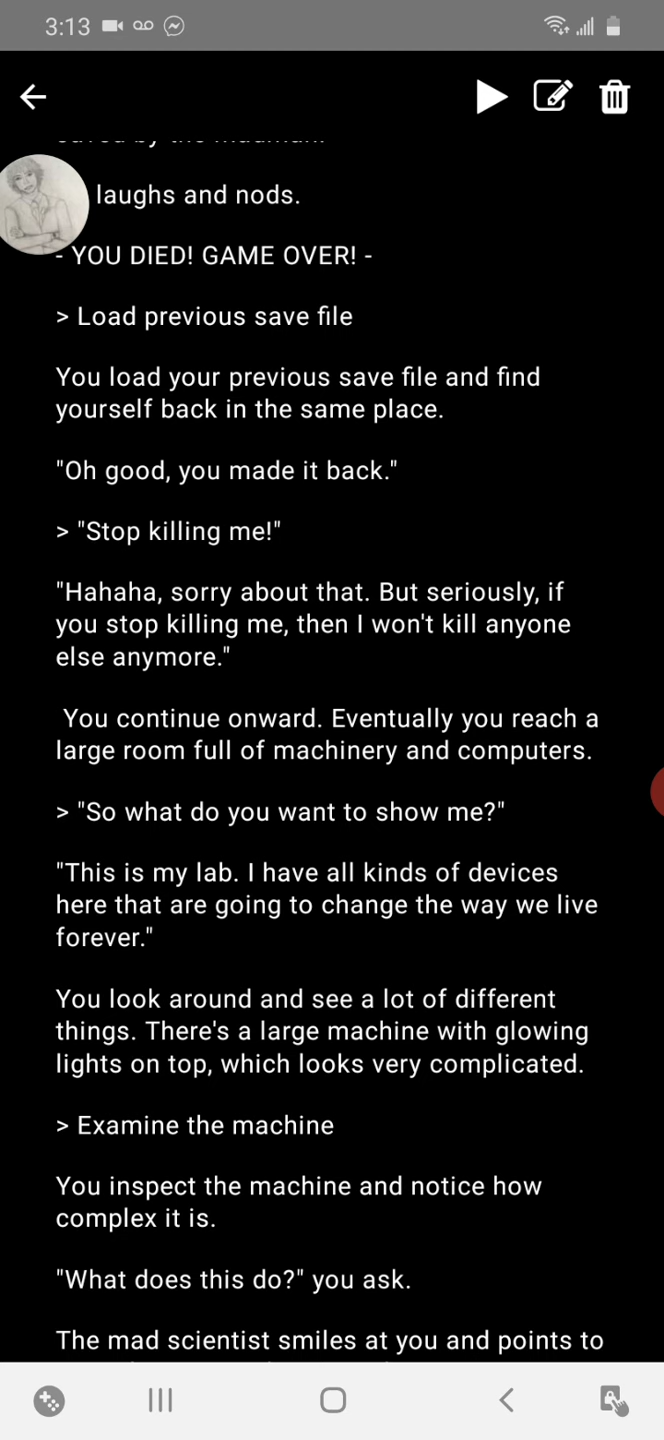 3:13
laughs and nods.
- YOU DIED! GAME OVER! -
> Load previous save file
You load your previous save file and find
yourself back in the same place.
"Oh good, you made it back."
> "Stop killing me!"
"Hahaha, sorry about that. But seriously, if
you stop killing me, then I won't kill anyone
else anymore."
You continue onward. Eventually you reach a
large room full of machinery and computers.
> "So what do you want to show me?"
"This is my lab. I have all kinds of devices
here that are going to change the way we live
forever."
You look around and see a lot of different
things. There's a large machine with glowing
lights on top, which looks very complicated.
> Examine the machine
You inspect the machine and notice how
complex it is.
"What does this do?" you ask.
The mad scientist smiles at you and points to